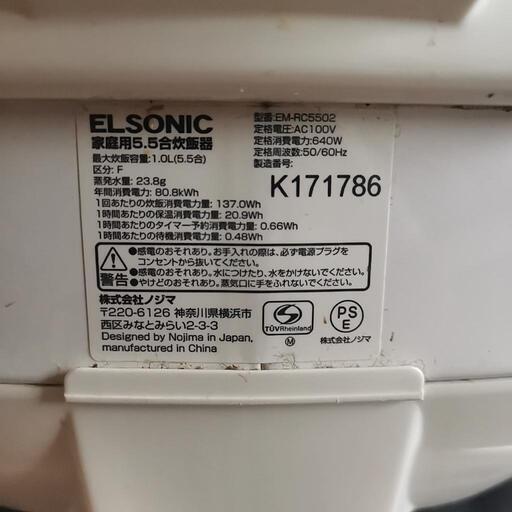 ELSONIC
家庭用5.5合炊飯器
最大炊飯容量:1.0L(5.5合)
区分: F
蒸発水量: 23.8g
年間消費電力量: 80.8kWh
1回あたりの炊飯消費電力量: 137.0Wh
1時間あたりの保温消費電力量: 20.9Wh
1時間あたりのタイマー予約消費電力量: 0.66Wh
1時間あたりの待機消費電力量: 0.48Wh
型番:EM-RC5502
定格電圧:AC100V
定格消費電力:640W
定格周波数:50/60Hz
製造番号:
K171786
警告
●感電のおそれあり。お手入れの際は、必ず電源プラグを
コンセントから抜いてください。
●感電のおそれあり。水につけたり、水をかけないでください。
●やけどのおそれあり。蒸気口に手をふれないでください。
株式会社ノジマ
〒220-6126 神奈川県横浜市
西区みなとみらい2-3-3
Designed by Nojima in Japan,
manufactured in China
TÜVRheinland
M
PS
E
株式会社ノジマ